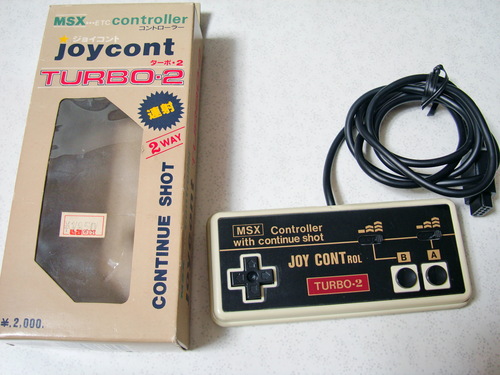 MSX…ETC controller
コントローラー
ジョイコント
joycont
ターボ・2
TURBO-2
連射
2 WAY
CONTINUE SHOT
¥.2,000.
MSX Controller
with continue shot
JOY CONTROL
B
A
TURBO-2